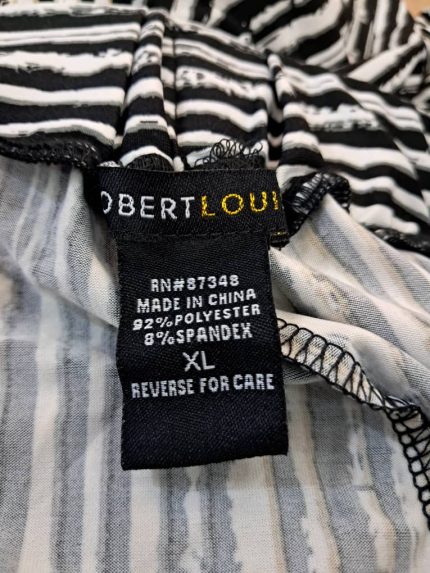 OBERTLOUI
RN#87348
MADE IN CHINA
92%POLYESTER
8%SPANDEX
XL
REVERSE FOR CARE